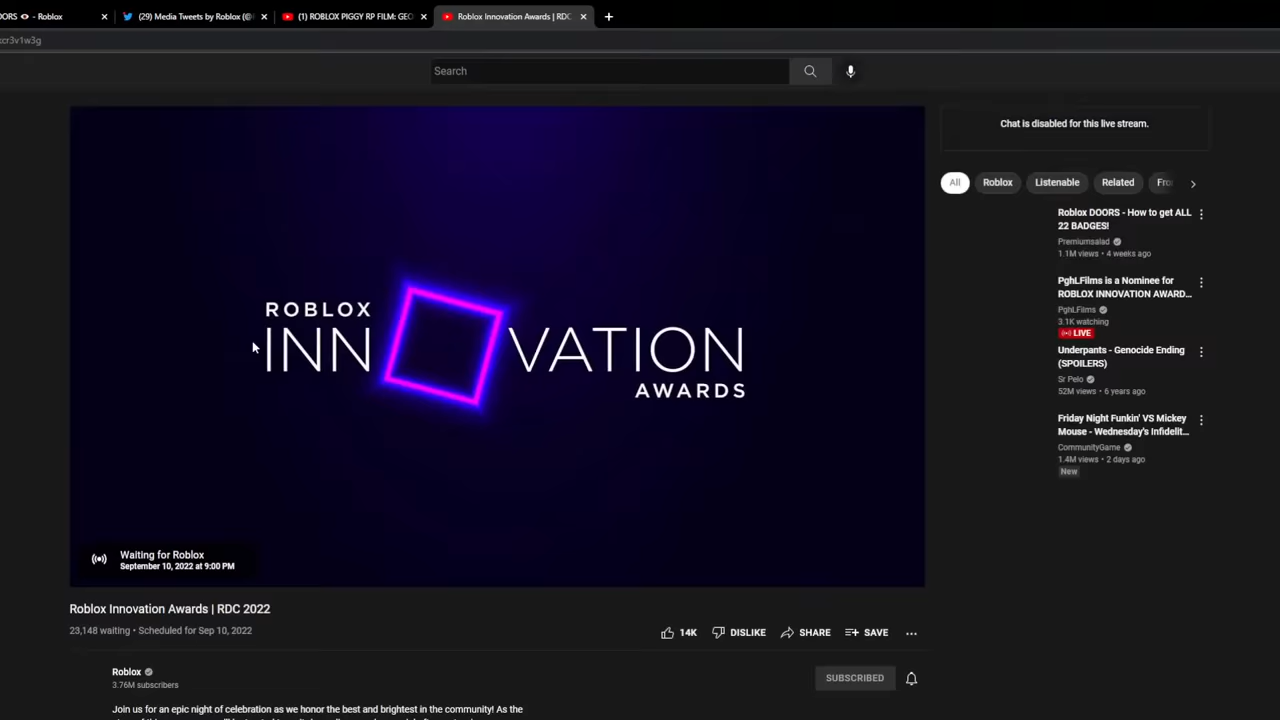 ORS - Roblox
(29) Media Tweets by Roblox (@
(1) ROBLOX PIGGY RP FILM: GEO
Roblox Innovation Awards | RDC
cr3v1w3g
Search
ROBLOX
INNOVATION
AWARDS
Waiting for Roblox
September 10, 2022 at 9:00 PM
Roblox Innovation Awards | RDC 2022
23,148 waiting • Scheduled for Sep 10, 2022
14K DISLIKE SHARE SAVE
Roblox
3.76M subscribers
SUBSCRIBED
Join us for an epic night of celebration as we honor the best and brightest in the community! As the
Chat is disabled for this live stream.
All Roblox Listenable Related Fro
Roblox DOORS - How to get ALL
22 BADGES!
Premiumsalad
1.1M views • 4 weeks ago
PghLFilms is a Nominee for
ROBLOX INNOVATION AWARD...
PghLFilms
3.1K watching
LIVE
Underpants - Genocide Ending
(SPOILERS)
Sr Pelo
52M views • 6 years ago
Friday Night Funkin' VS Mickey
Mouse - Wednesday's Infidelit...
CommunityGame
1.4M views • 2 days ago
New